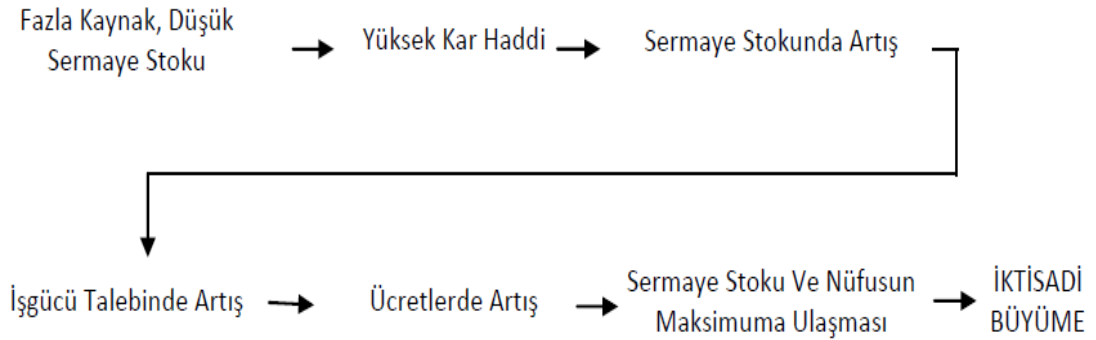 Fazla Kaynak, Düşük
Sermaye Stoku
Yüksek Kar Haddi
Sermaye Stokunda Artış
İşgücü Talebinde Artış
Ücretlerde Artış
Sermaye Stoku Ve Nüfusun
Maksimuma Ulaşması
İKTİSADİ
BÜYÜME